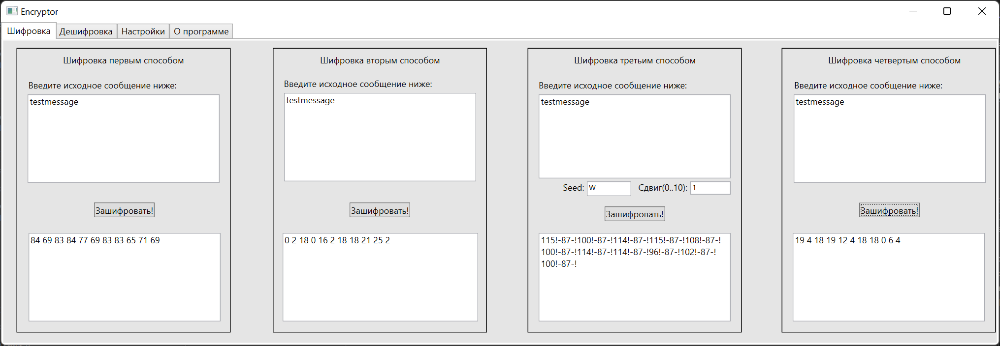 Encryptor
Шифровка Дешифровка Настройки О программе
Шифровка первым способом
Введите исходное сообщение ниже:
testmessage
Зашифровать!
84 69 83 84 77 69 83 83 65 71 69
Шифровка вторым способом
Введите исходное сообщение ниже:
testmessage
Зашифровать!
0 2 18 0 16 2 18 18 21 25 2
Шифровка третьим способом
Введите исходное сообщение ниже:
testmessage
Seed: W Сдвиг(0..10): 1
Зашифровать!
115!-87-!100!-87-!114!-87-!115!-87-!108!-87-!
100!-87-!114!-87-!114!-87-!96!-87-!102!-87-!
100!-87-!
Шифровка четвертым способом
Введите исходное сообщение ниже:
testmessage
Зашифровать!
19 4 18 19 12 4 18 18 0 6 4